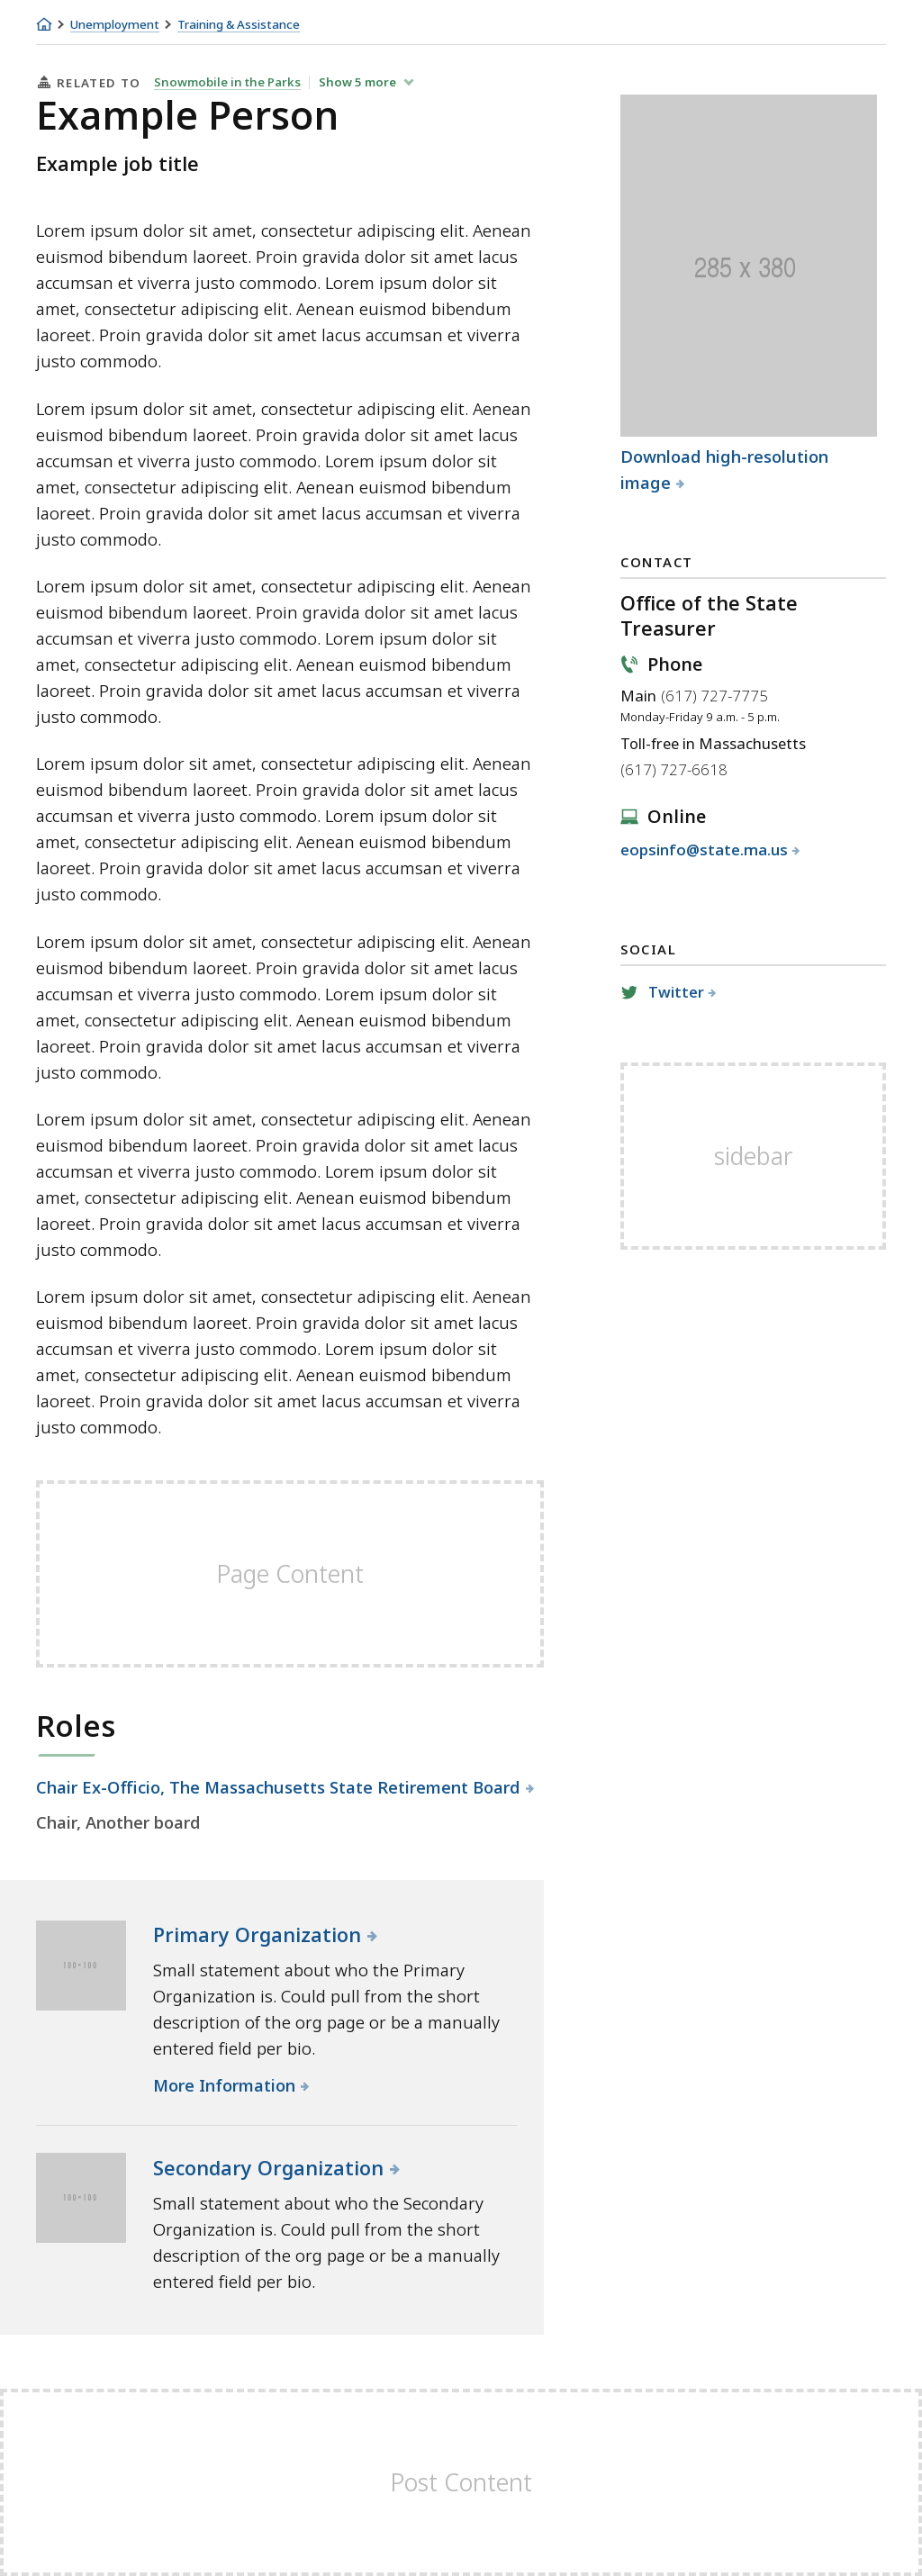 Unemployment Training & Assistance
RELATED TO Snowmobile in the Parks Show 5 more
Example Person
Example job title
Lorem ipsum dolor sit amet, consectetur adipiscing elit. Aenean
euismod bibendum laoreet. Proin gravida dolor sit amet lacus
accumsan et viverra justo commodo. Lorem ipsum dolor sit
amet, consectetur adipiscing elit. Aenean euismod bibendum
laoreet. Proin gravida dolor sit amet lacus accumsan et viverra
justo commodo.
Lorem ipsum dolor sit amet, consectetur adipiscing elit. Aenean
euismod bibendum laoreet. Proin gravida dolor sit amet lacus
accumsan et viverra justo commodo. Lorem ipsum dolor sit
amet, consectetur adipiscing elit. Aenean euismod bibendum
laoreet. Proin gravida dolor sit amet lacus accumsan et viverra
justo commodo.
Lorem ipsum dolor sit amet, consectetur adipiscing elit. Aenean
euismod bibendum laoreet. Proin gravida dolor sit amet lacus
accumsan et viverra justo commodo. Lorem ipsum dolor sit
amet, consectetur adipiscing elit. Aenean euismod bibendum
laoreet. Proin gravida dolor sit amet lacus accumsan et viverra
justo commodo.
Lorem ipsum dolor sit amet, consectetur adipiscing elit. Aenean
euismod bibendum laoreet. Proin gravida dolor sit amet lacus
accumsan et viverra justo commodo. Lorem ipsum dolor sit
amet, consectetur adipiscing elit. Aenean euismod bibendum
laoreet. Proin gravida dolor sit amet lacus accumsan et viverra
justo commodo.
Lorem ipsum dolor sit amet, consectetur adipiscing elit. Aenean
euismod bibendum laoreet. Proin gravida dolor sit amet lacus
accumsan et viverra justo commodo. Lorem ipsum dolor sit
amet, consectetur adipiscing elit. Aenean euismod bibendum
laoreet. Proin gravida dolor sit amet lacus accumsan et viverra
justo commodo.
Lorem ipsum dolor sit amet, consectetur adipiscing elit. Aenean
euismod bibendum laoreet. Proin gravida dolor sit amet lacus
accumsan et viverra justo commodo. Lorem ipsum dolor sit
amet, consectetur adipiscing elit. Aenean euismod bibendum
laoreet. Proin gravida dolor sit amet lacus accumsan et viverra
justo commodo.
Lorem ipsum dolor sit amet, consectetur adipiscing elit. Aenean
euismod bibendum laoreet. Proin gravida dolor sit amet lacus
accumsan et viverra justo commodo. Lorem ipsum dolor sit
amet, consectetur adipiscing elit. Aenean euismod bibendum
laoreet. Proin gravida dolor sit amet lacus accumsan et viverra
justo commodo.
Page Content
Roles
Chair Ex-Officio, The Massachusetts State Retirement Board
Chair, Another board
100×100
Primary Organization
Small statement about who the Primary
Organization is. Could pull from the short
description of the org page or be a manually
entered field per bio.
More Information
100×100
Secondary Organization
Small statement about who the Secondary
Organization is. Could pull from the short
description of the org page or be a manually
entered field per bio.
285 x 380
Download high-resolution
image
CONTACT
Office of the State
Treasurer
Phone
Main (617) 727-7775
Monday-Friday 9 a.m. - 5 p.m.
Toll-free in Massachusetts
(617) 727-6618
Online
eopsinfo@state.ma.us
SOCIAL
Twitter
sidebar
Post Content